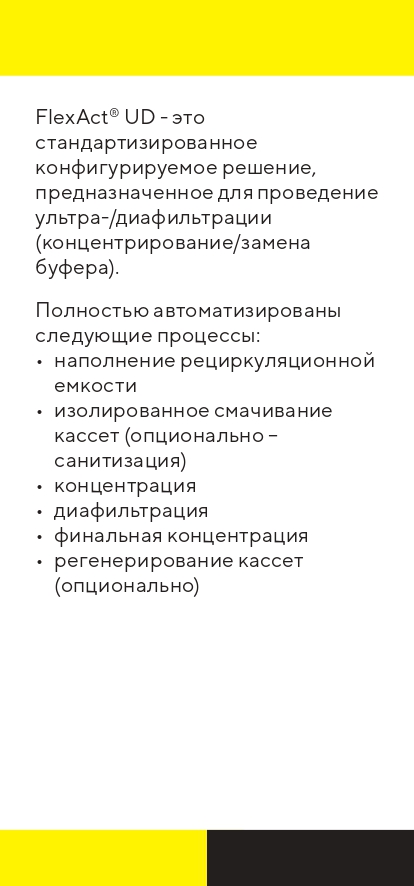 FlexAct® UD - это
стандартизированное
конфигурируемое решение,
предназначенное для проведение
ультра-/диафильтрации
(концентрирование/замена
буфера).
Полностью автоматизированы
следующие процессы:
• наполнение рециркуляционной
емкости
• изолированное смачивание
кассет (опционально –
санитизация)
• концентрация
• диафильтрация
• финальная концентрация
• регенерирование кассет
(опционально)